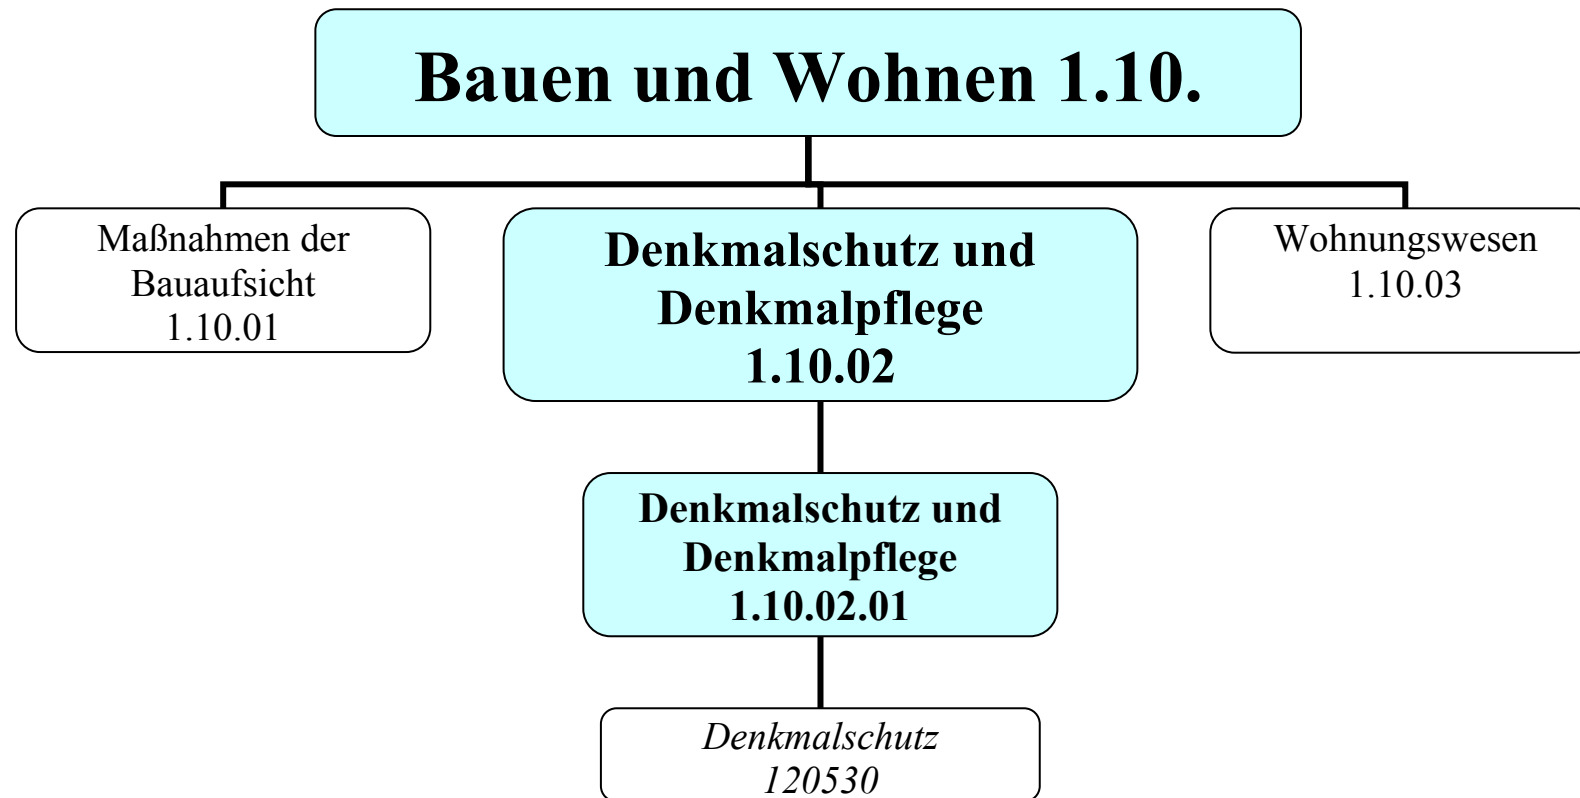 Bauen und Wohnen 1.10.
Maßnahmen der
Bauaufsicht
1.10.01
Denkmalschutz und
Denkmalpflege
1.10.02
Wohnungswesen
1.10.03
Denkmalschutz und
Denkmalpflege
1.10.02.01
Denkmalschutz
120530